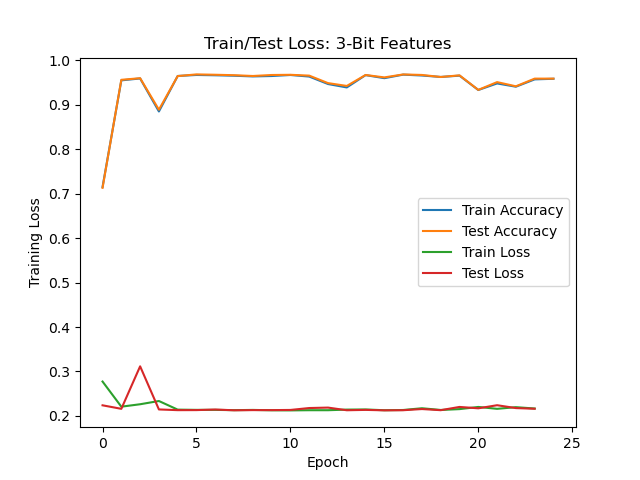 Train/Test Loss: 3-Bit Features
1.0
0.9
0.8
0.7
0.6
0.5
0.4
0.3
0.2
Training Loss
Train Accuracy
Test Accuracy
Train Loss
Test Loss
0 5 10 15 20 25
Epoch